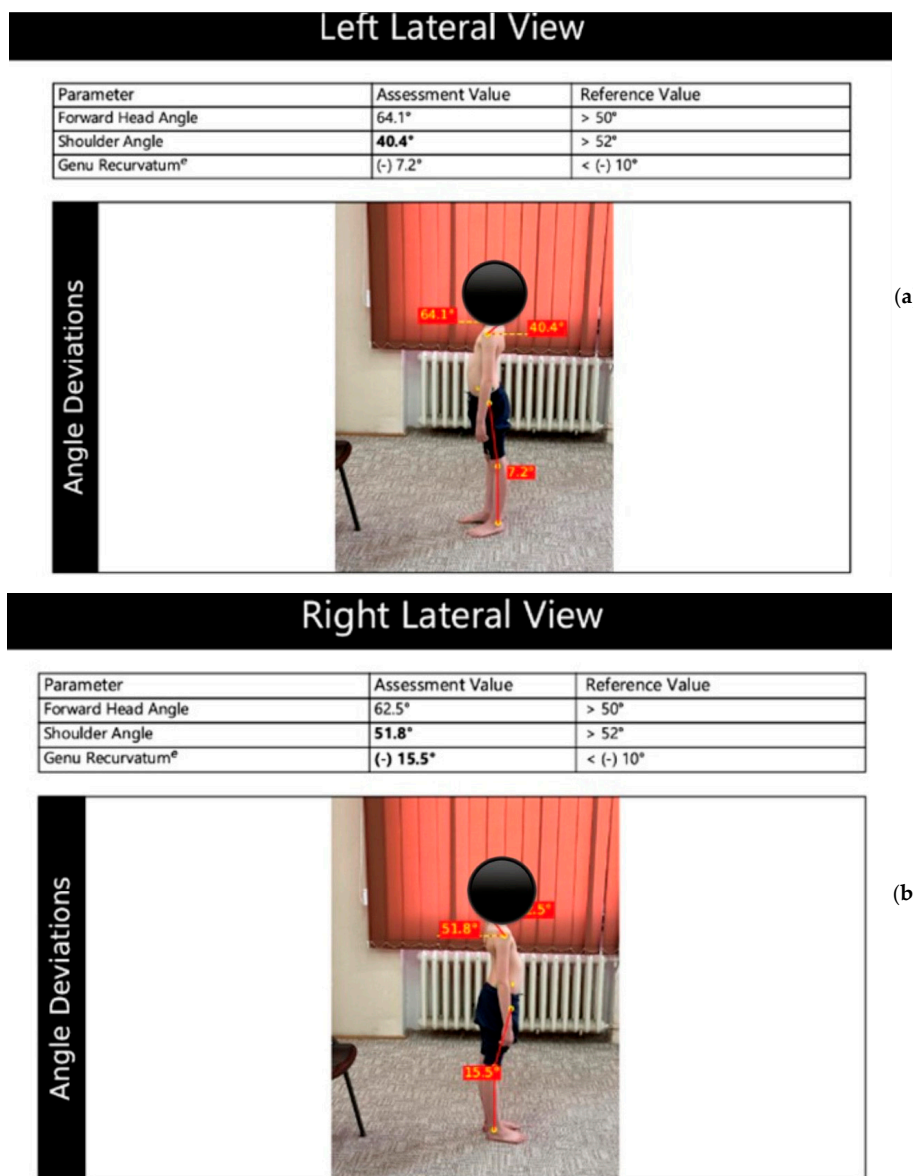 Left Lateral View
Parameter Assessment Value Reference Value
Forward Head Angle 64.1° > 50°
Shoulder Angle 40.4° > 52°
Genu Recurvatumᵉ (-) 7.2° < (-) 10°
Angle Deviations
64.1°
40.4°
7.2°
(a
Right Lateral View
Parameter Assessment Value Reference Value
Forward Head Angle 62.5° > 50°
Shoulder Angle 51.8° > 52°
Genu Recurvatumᵉ (-) 15.5° < (-) 10°
Angle Deviations
.5°
51.8°
15.5°
(b